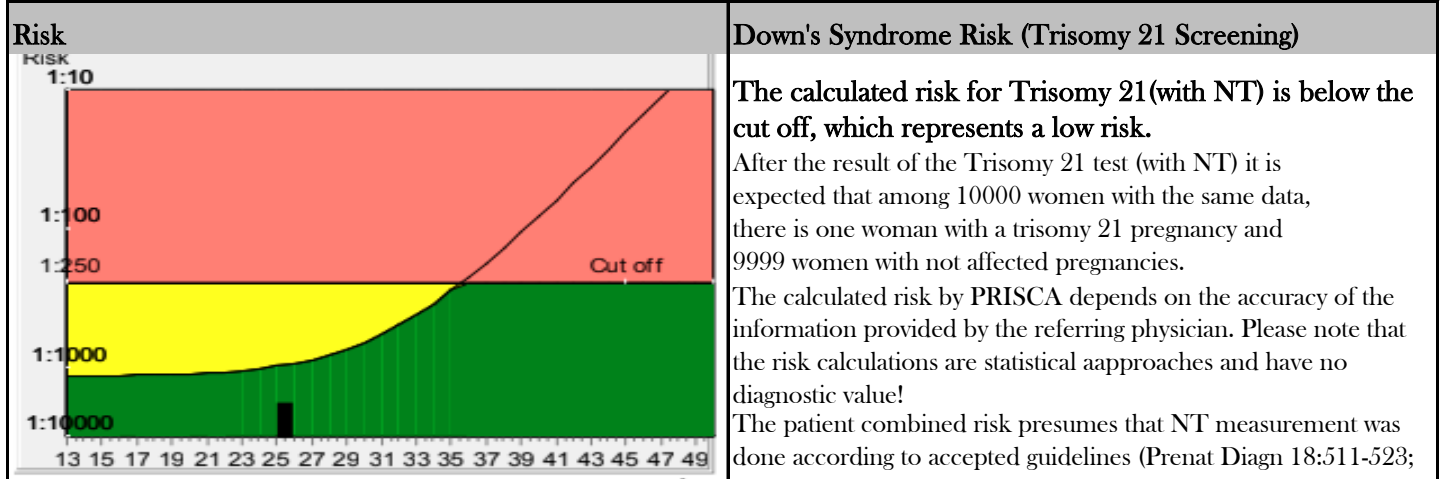 Risk
Risk
1:10
1:100
1:250
Cut off
1:1000
1:10000
13 15 17 19 21 23 25 27 29 31 33 35 37 39 41 43 45 47 49
Down's Syndrome Risk (Trisomy 21 Screening)
The calculated risk for Trisomy 21(with NT) is below the
cut off, which represents a low risk.
After the result of the Trisomy 21 test (with NT) it is
expected that among 10000 women with the same data,
there is one woman with a trisomy 21 pregnancy and
9999 women with not affected pregnancies.
The calculated risk by PRISCA depends on the accuracy of the
information provided by the referring physician. Please note that
the risk calculations are statistical aapproaches and have no
diagnostic value!
The patient combined risk presumes that NT measurement was
done according to accepted guidelines (Prenat Diagn 18:511-523;